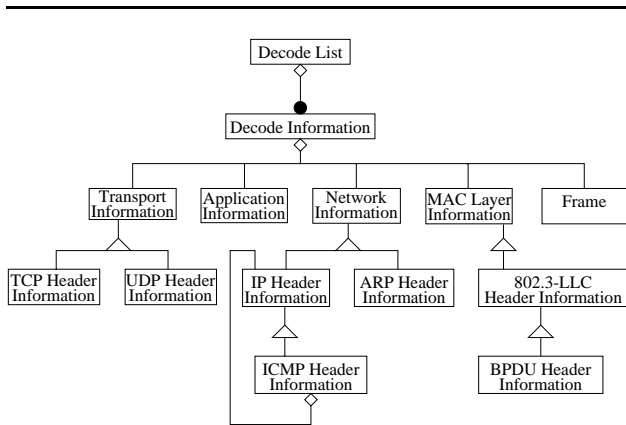 Decode List
Decode Information
Transport
Information
Application
Information
Network
Information
MAC Layer
Information
Frame
TCP Header
Information
UDP Header
Information
IP Header
Information
ARP Header
Information
802.3-LLC
Header Information
ICMP Header
Information
BPDU Header
Information